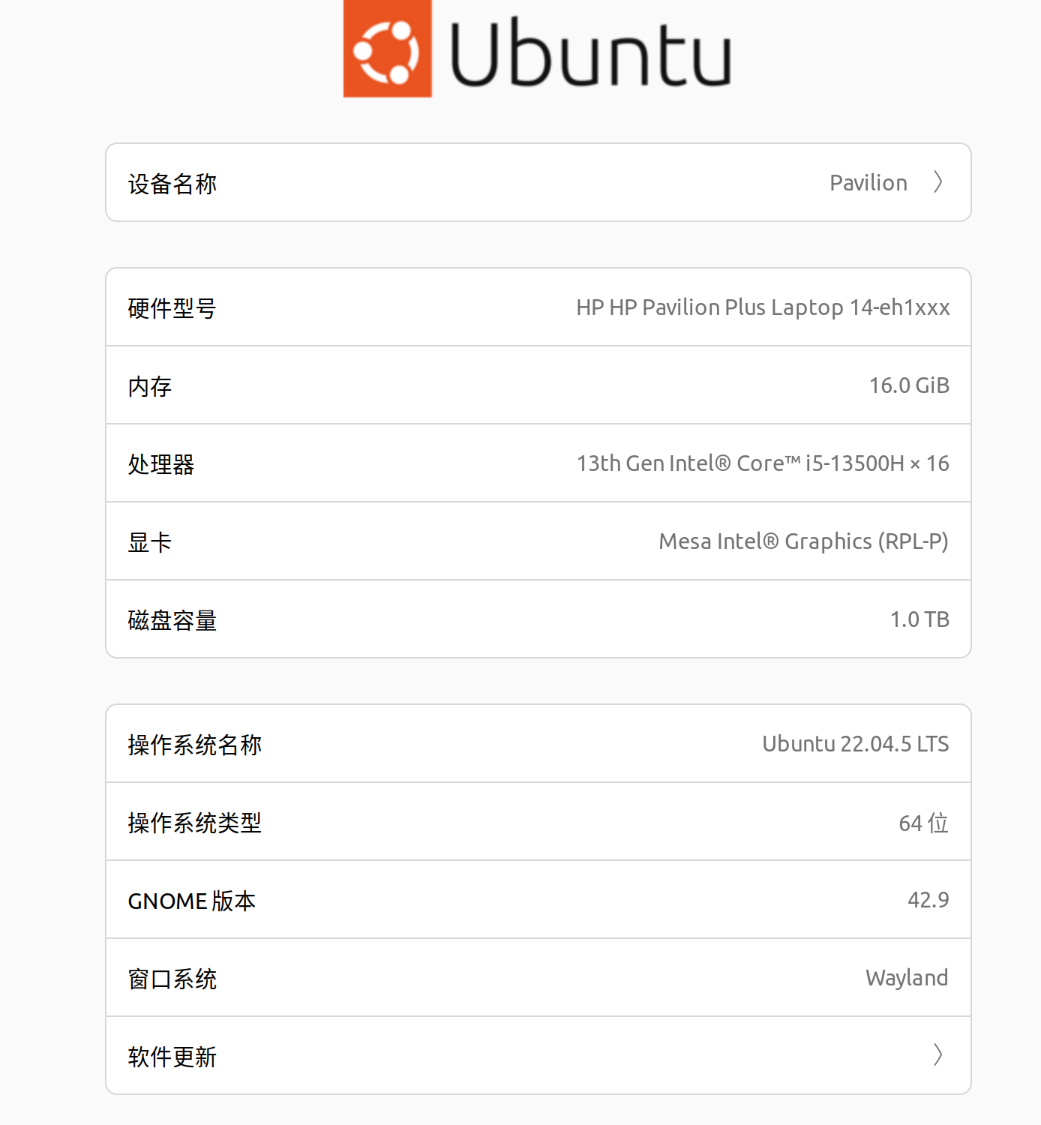 Ubuntu
设备名称 Pavilion
硬件型号 HP HP Pavilion Plus Laptop 14-eh1xxx
内存 16.0 GiB
处理器 13th Gen Intel® Core™ i5-13500H × 16
显卡 Mesa Intel® Graphics (RPL-P)
磁盘容量 1.0 TB
操作系统名称 Ubuntu 22.04.5 LTS
操作系统类型 64 位
GNOME 版本 42.9
窗口系统 Wayland
软件更新